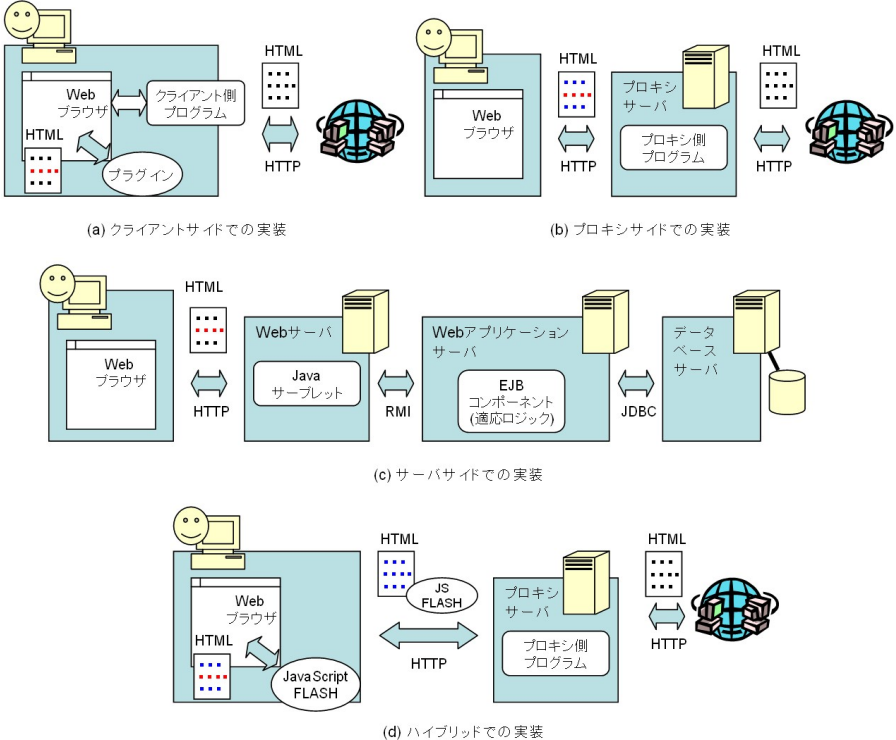 HTML
Web
ブラウザ
クライアント側
プログラム
HTML
プラグイン
HTTP
(a) クライアントサイドでの実装
HTML
HTML
プロキシ
サーバ
Web
ブラウザ
プロキシ側
プログラム
HTTP
HTTP
(b) プロキシサイドでの実装
HTML
Webサーバ
Webアプリケーション
サーバ
データ
ベース
サーバ
Web
ブラウザ
Java
サーブレット
EJB
コンポーネント
(適応ロジック)
HTTP
RMI
JDBC
(c) サーバサイドでの実装
HTML
HTML
JS
FLASH
プロキシ
サーバ
Web
ブラウザ
HTML
プロキシ側
プログラム
HTTP
HTTP
JavaScript
FLASH
(d) ハイブリッドでの実装